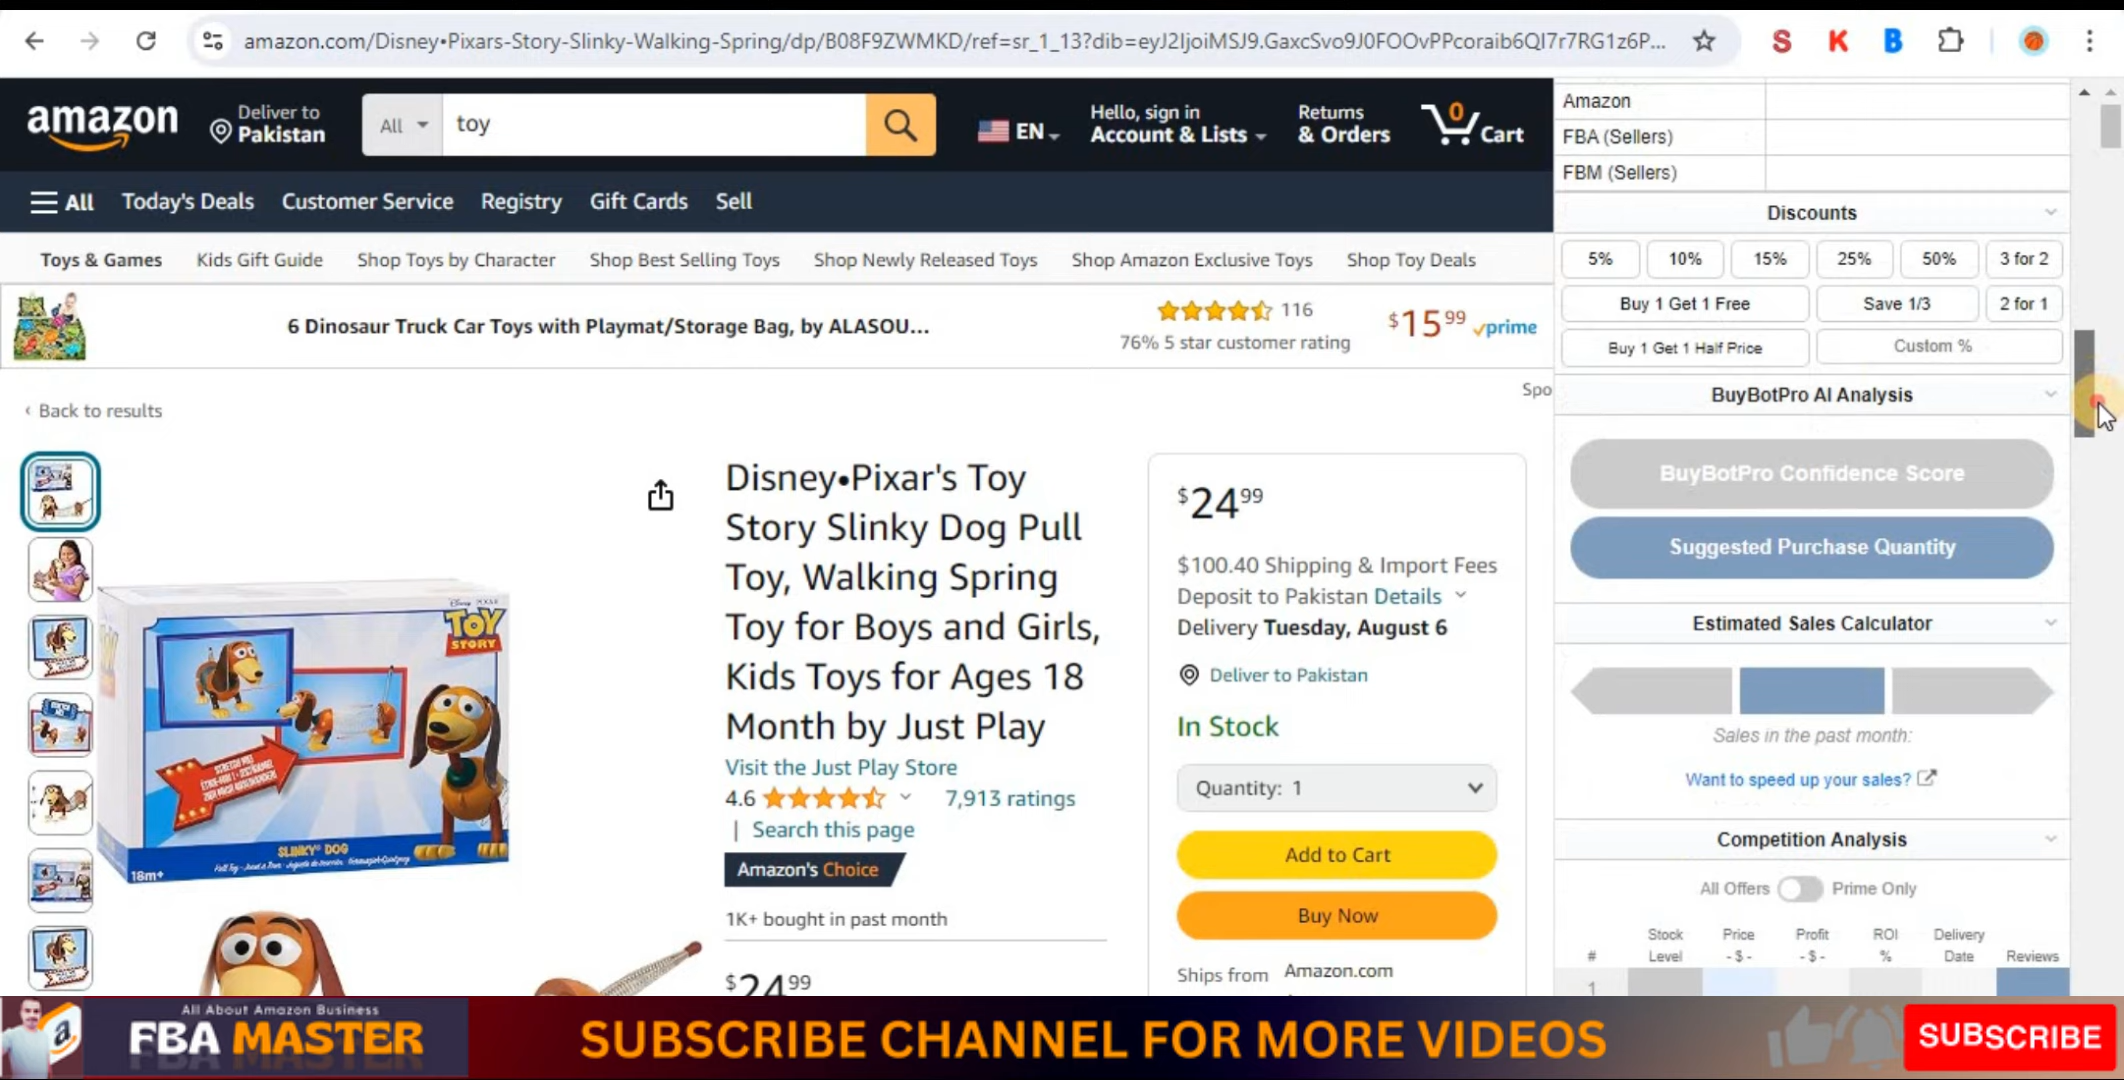 amazon.com/Disney•Pixars-Story-Slinky-Walking-Spring/dp/B08F9ZWMKD/ref=sr_1_13?dib=eyJ2IjoiMSJ9.GaxcSvo9J0FOOvPPcoraib6QI7r7RG1z6P...
S K B
amazon
Deliver to
Pakistan
All
toy
EN
Hello, sign in
Account & Lists
Returns
& Orders
0
Cart
All
Today's Deals
Customer Service
Registry
Gift Cards
Sell
Toys & Games
Kids Gift Guide
Shop Toys by Character
Shop Best Selling Toys
Shop Newly Released Toys
Shop Amazon Exclusive Toys
Shop Toy Deals
6 Dinosaur Truck Car Toys with Playmat/Storage Bag, by ALASOU...
116
76% 5 star customer rating
$15 99 prime
Spo
‹ Back to results
TOY
STORY
SLINKY® DOG
18m+
Disney•Pixar's Toy
Story Slinky Dog Pull
Toy, Walking Spring
Toy for Boys and Girls,
Kids Toys for Ages 18
Month by Just Play
Visit the Just Play Store
4.6
7,913 ratings
| Search this page
Amazon's Choice
1K+ bought in past month
$24 99
$24 99
$100.40 Shipping & Import Fees
Deposit to Pakistan Details
Delivery Tuesday, August 6
Deliver to Pakistan
In Stock
Quantity: 1
Add to Cart
Buy Now
Ships from Amazon.com
Amazon
FBA (Sellers)
FBM (Sellers)
Discounts
5% 10% 15% 25% 50% 3 for 2
Buy 1 Get 1 Free Save 1/3 2 for 1
Buy 1 Get 1 Half Price Custom %
BuyBotPro AI Analysis
BuyBotPro Confidence Score
Suggested Purchase Quantity
Estimated Sales Calculator
Sales in the past month:
Want to speed up your sales?
Competition Analysis
All Offers Prime Only
Stock Price Profit ROI Delivery
# Level - $ - - $ - % Date Reviews
1
All About Amazon Business
FBA MASTER
SUBSCRIBE CHANNEL FOR MORE VIDEOS
SUBSCRIBE